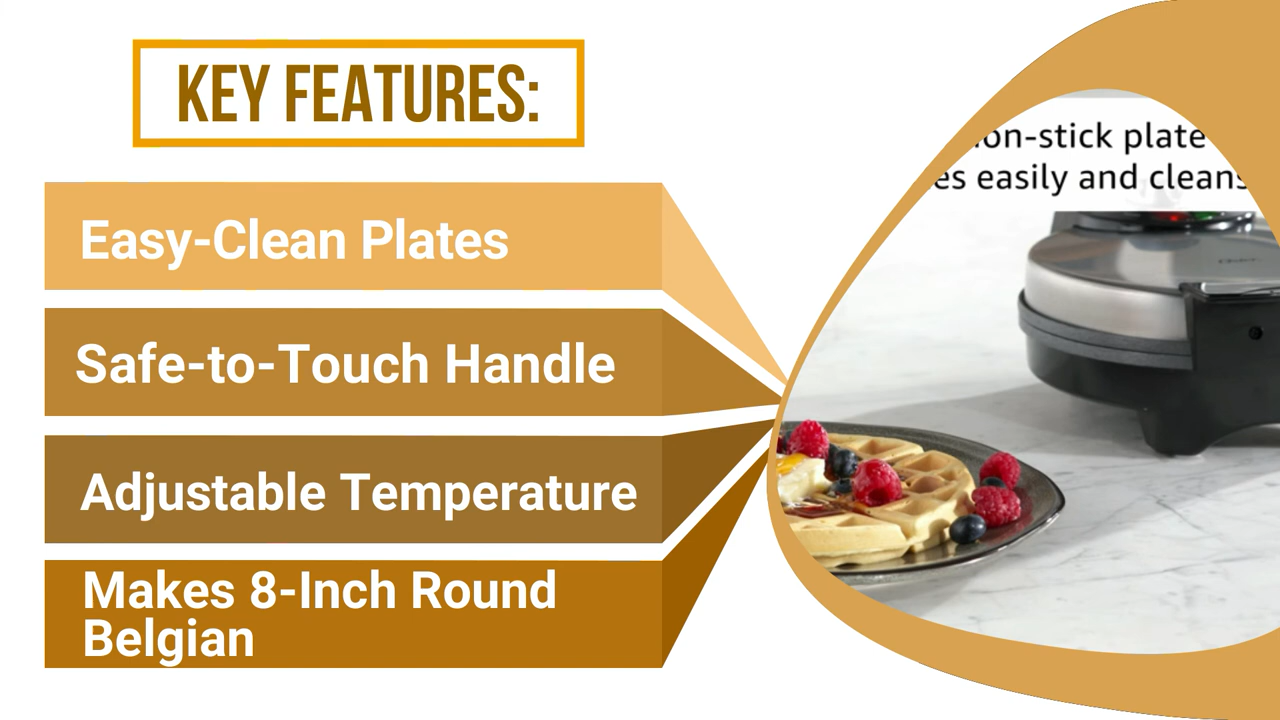 KEY FEATURES:
Easy-Clean Plates
Safe-to-Touch Handle
Adjustable Temperature
Makes 8-Inch Round
Belgian
on-stick plate
es easily and cleans